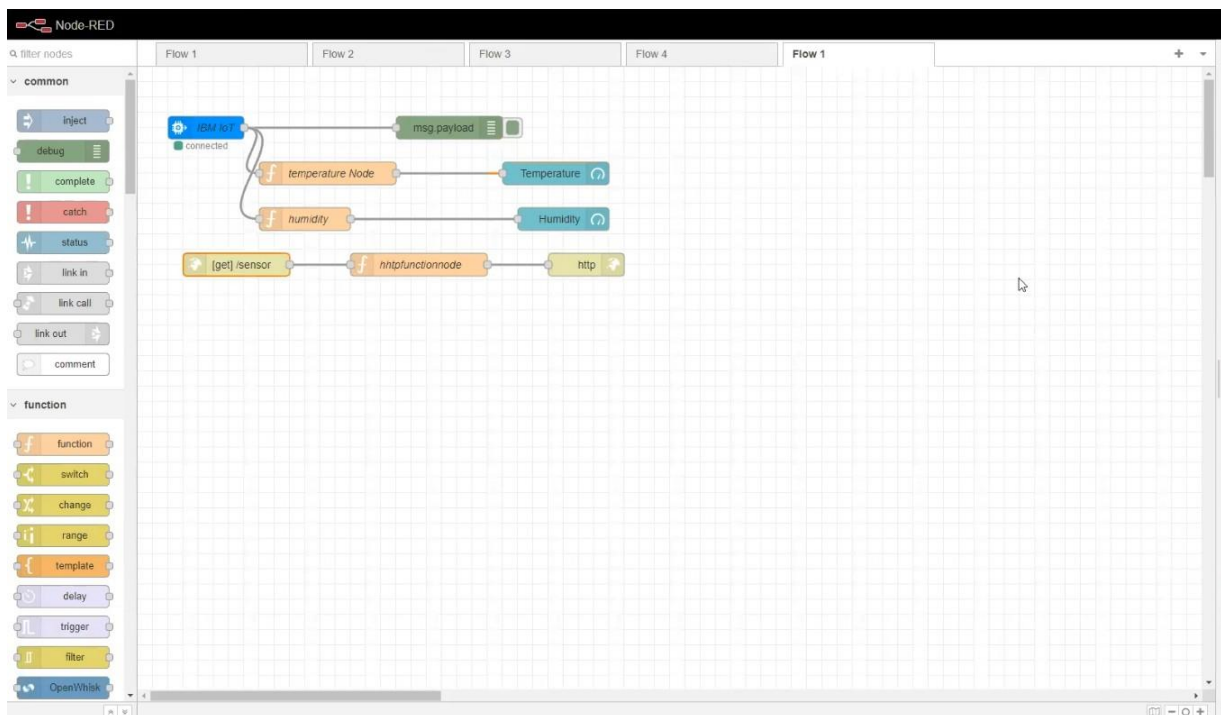 Node-RED
filter nodes
Flow 1
Flow 2
Flow 3
Flow 4
Flow 1
common
inject
debug
complete
catch
status
link in
link call
link out
comment
function
function
switch
change
range
template
delay
trigger
filter
OpenWhisk
IBM IoT
connected
msg.payload
temperature Node
Temperature
humidity
Humidity
[get] /sensor
hhtpfunctionnode
http